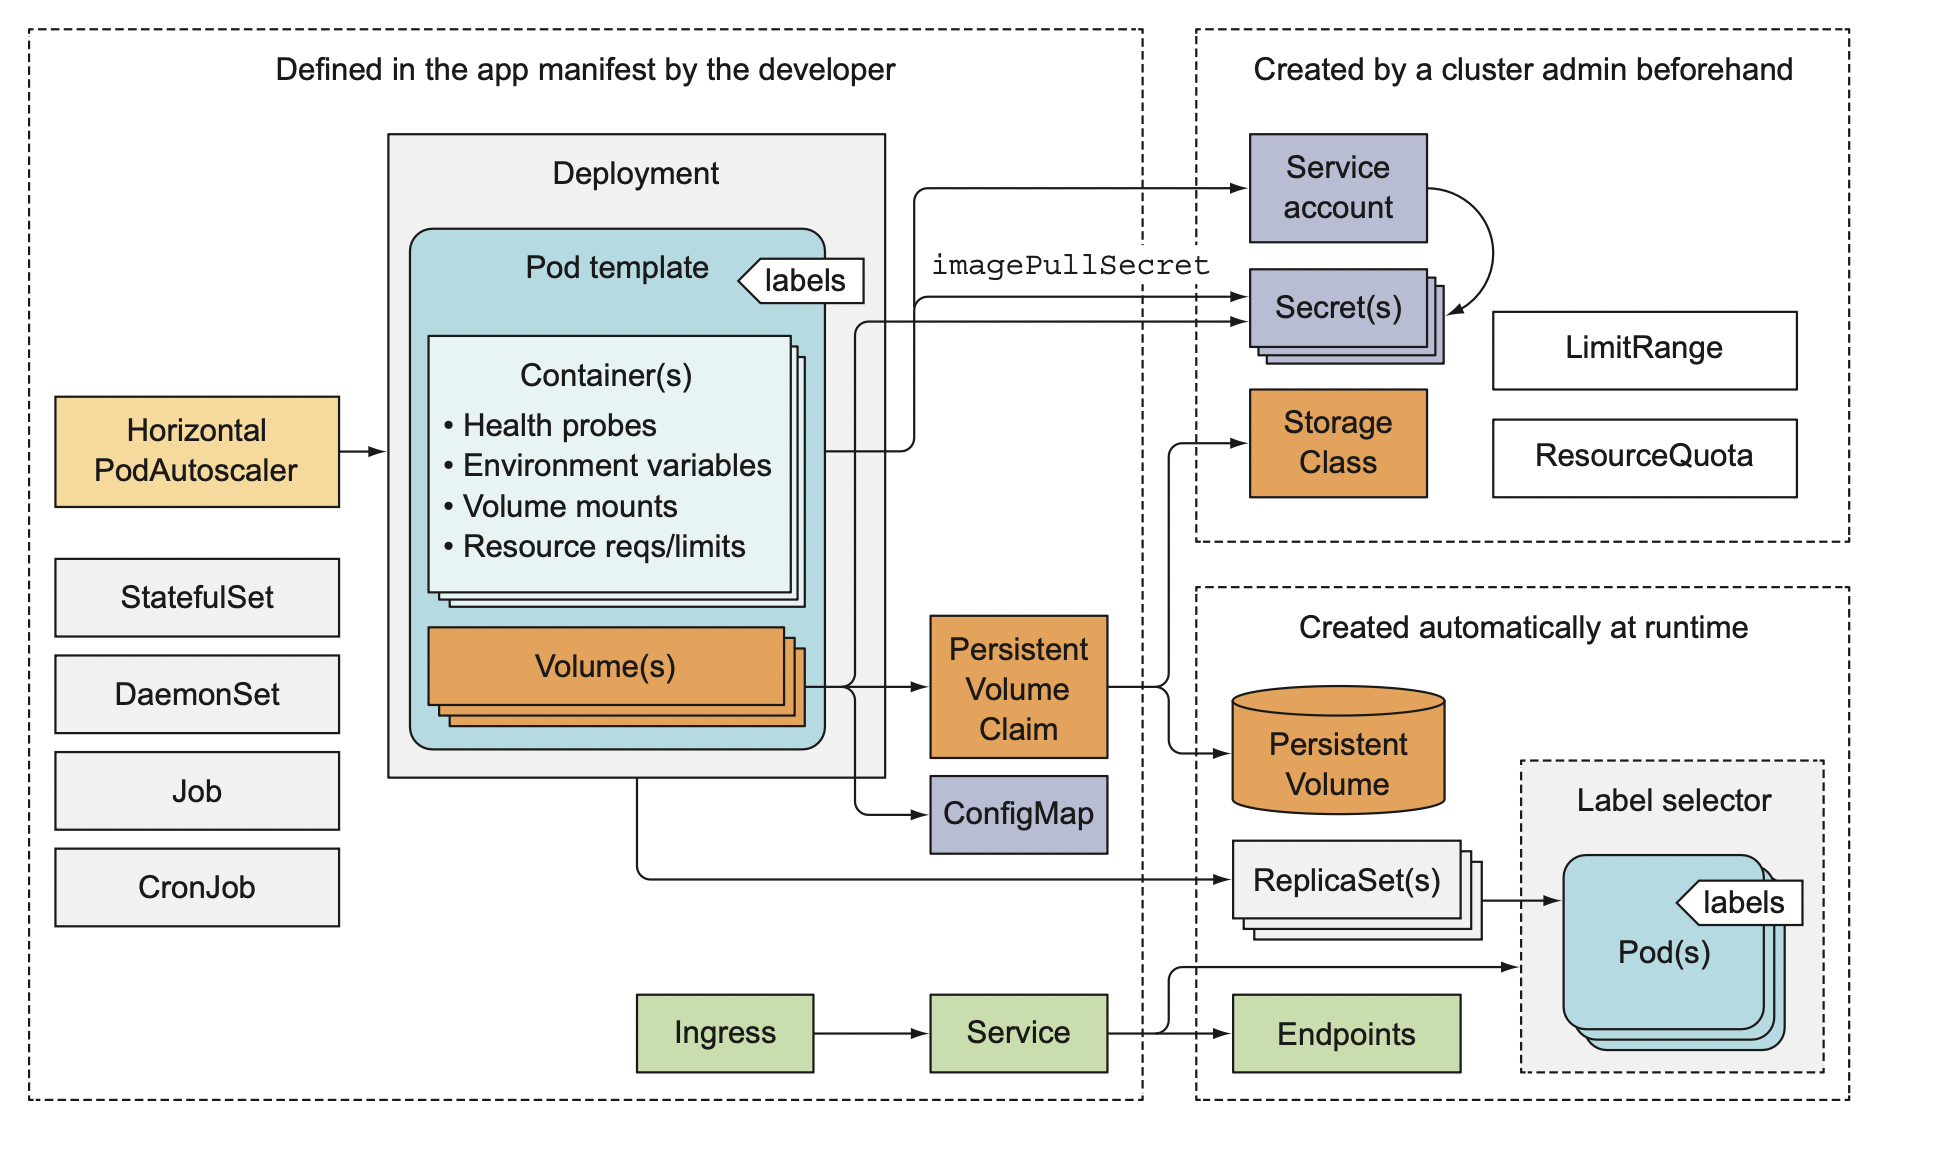 Defined in the app manifest by the developer
Deployment
Pod template
labels
Container(s)
• Health probes
• Environment variables
• Volume mounts
• Resource reqs/limits
Volume(s)
Horizontal
PodAutoscaler
StatefulSet
DaemonSet
Job
CronJob
Persistent
Volume
Claim
ConfigMap
Ingress
Service
imagePullSecret
Created by a cluster admin beforehand
Service
account
Secret(s)
Storage
Class
LimitRange
ResourceQuota
Created automatically at runtime
Persistent
Volume
ReplicaSet(s)
Endpoints
Label selector
labels
Pod(s)